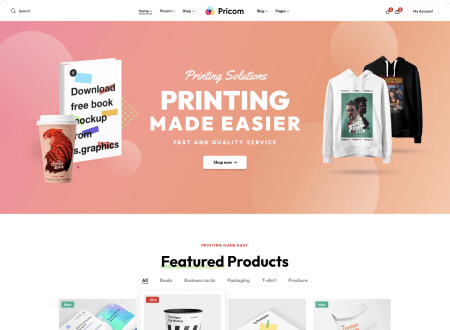 Search
Home
Pricom
Shop
Pricom
Blog
Pages
My Account
Download
free book
mockup
from
s.graphics
Printing Solutions
PRINTING
MADE EASIER
FAST AND QUALITY SERVICE
Shop now →
PRINTING MADE EASY
Featured Products
All
Books
Business cards
Packaging
T-shirt
Brochure
New
New